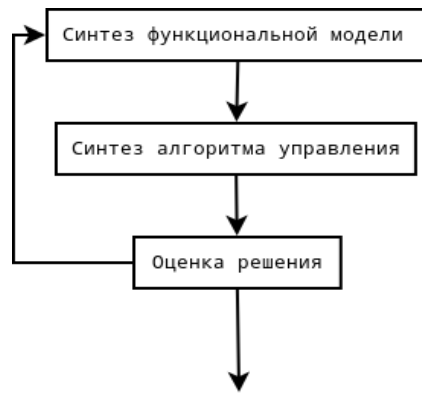 Синтез функциональной модели
Синтез алгоритма управления
Оценка решения